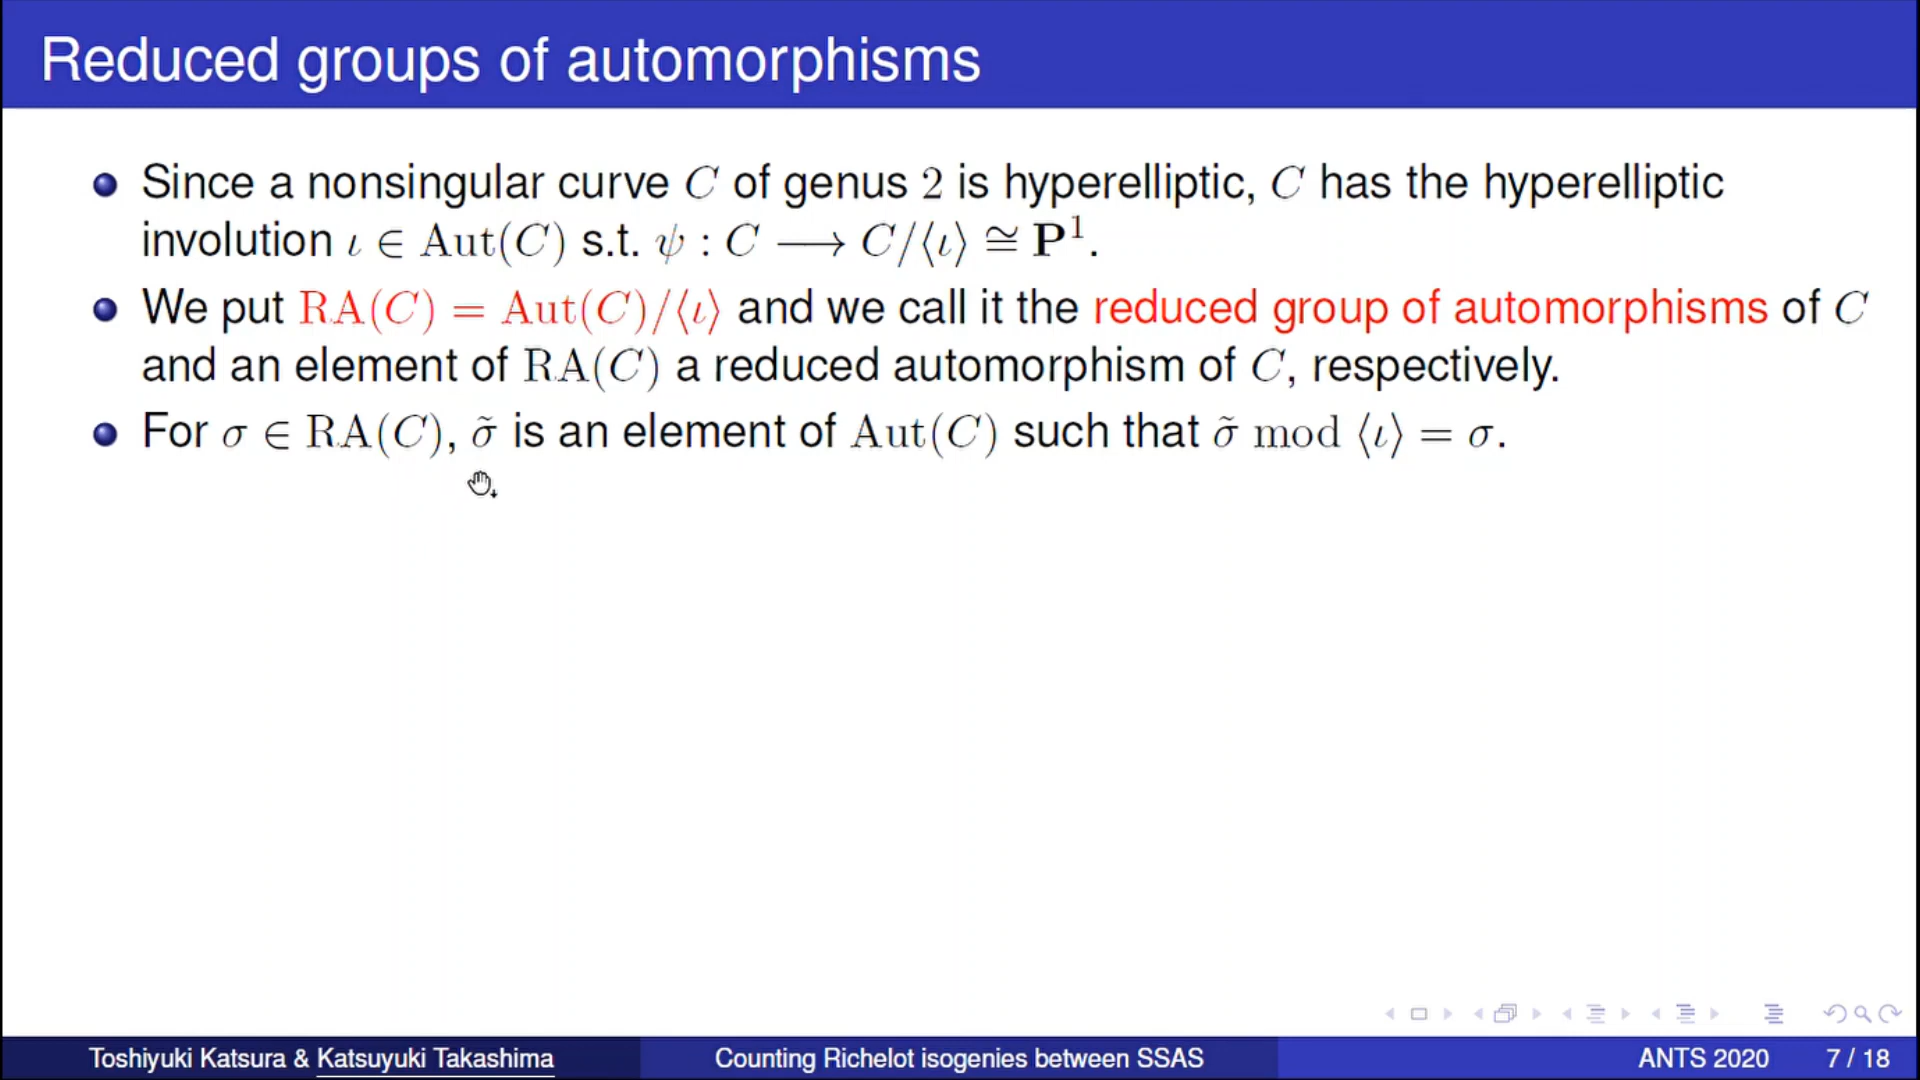 Reduced groups of automorphisms
Since a nonsingular curve C of genus 2 is hyperelliptic, C has the hyperelliptic
involution ι ∈ Aut(C) s.t. ψ : C ⟶ C/⟨ι⟩ ≅ P¹.
We put RA(C) = Aut(C)/⟨ι⟩ and we call it the reduced group of automorphisms of C
and an element of RA(C) a reduced automorphism of C, respectively.
For σ ∈ RA(C), σ̃ is an element of Aut(C) such that σ̃ mod ⟨ι⟩ = σ.
Toshiyuki Katsura & Katsuyuki Takashima
Counting Richelot isogenies between SSAS
ANTS 2020
7 / 18